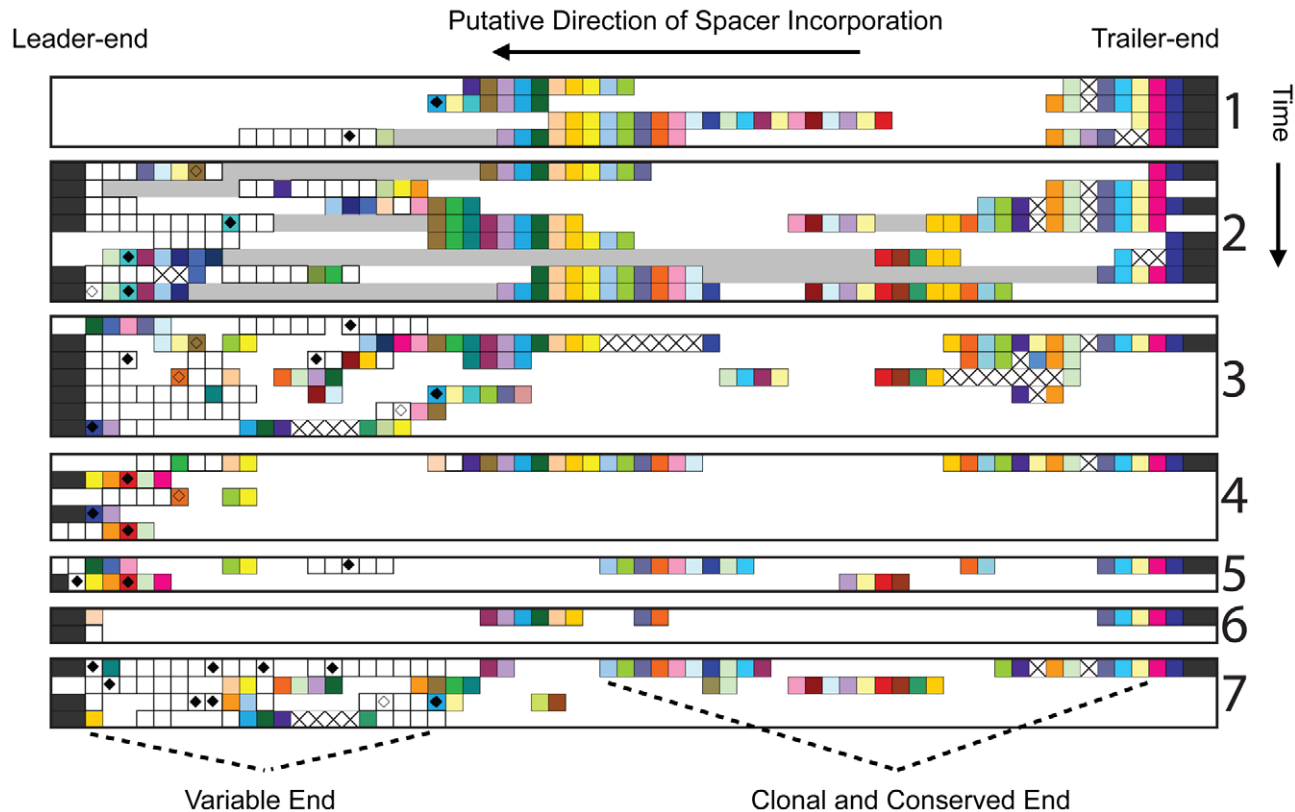 Putative Direction of Spacer Incorporation
Leader-end
Trailer-end
Time
1
2
3
4
5
6
7
Variable End
Clonal and Conserved End